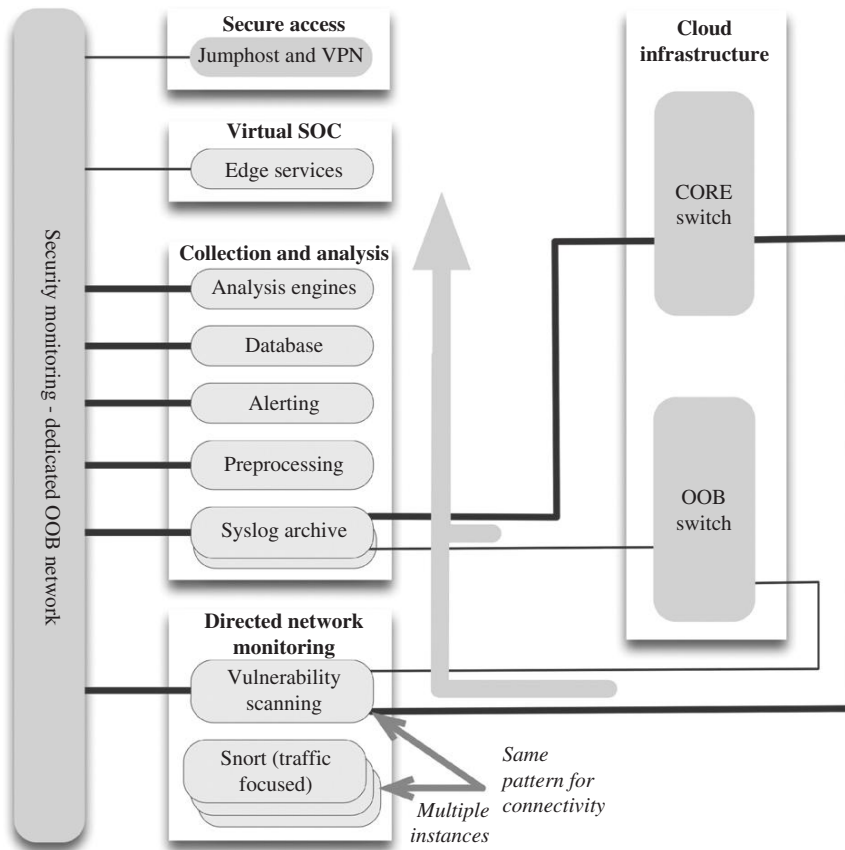 Security monitoring - dedicated OOB network
Secure access
Jumphost and VPN
Virtual SOC
Edge services
Collection and analysis
Analysis engines
Database
Alerting
Preprocessing
Syslog archive
Directed network
monitoring
Vulnerability
scanning
Snort (traffic
focused)
Multiple
instances
Same
pattern for
connectivity
Cloud
infrastructure
CORE
switch
OOB
switch